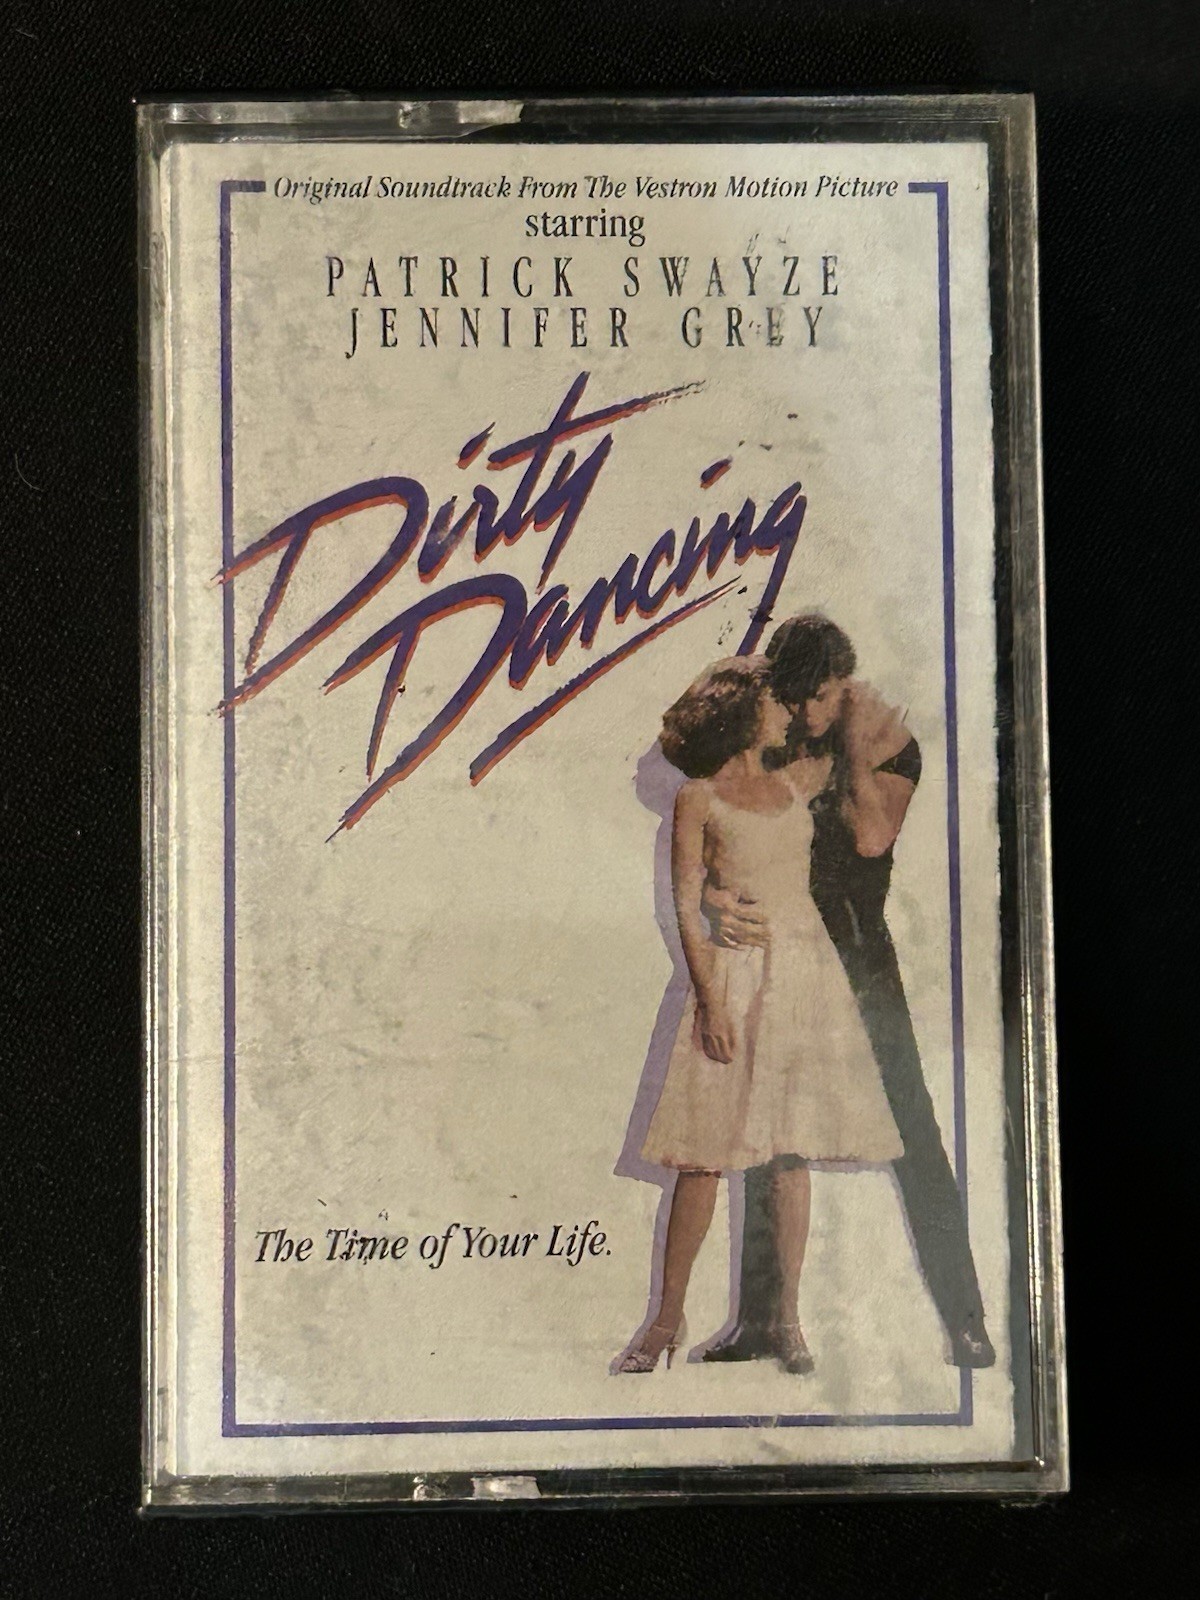 Original Soundtrack From The Vestron Motion Picture
starring
PATRICK SWAYZE
JENNIFER GREY
Dirty
Dancing
The Time of Your Life.